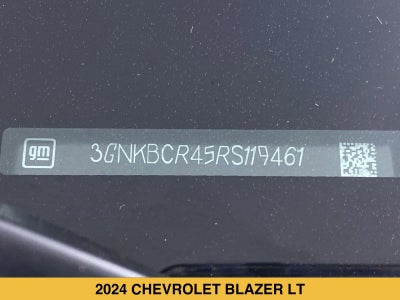 gm 3GNKBCR45RS119461
2024 CHEVROLET BLAZER LT